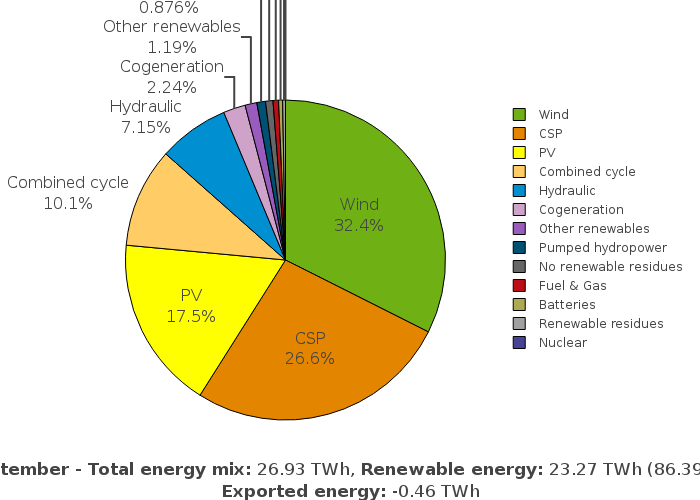 0.876%
Other renewables
1.19%
Cogeneration
2.24%
Hydraulic
7.15%
Combined cycle
10.1%
Wind
32.4%
PV
17.5%
CSP
26.6%
Wind
CSP
PV
Combined cycle
Hydraulic
Cogeneration
Other renewables
Pumped hydropower
No renewable residues
Fuel & Gas
Batteries
Renewable residues
Nuclear
tember - Total energy mix: 26.93 TWh, Renewable energy: 23.27 TWh (86.39
Exported energy: -0.46 TWh